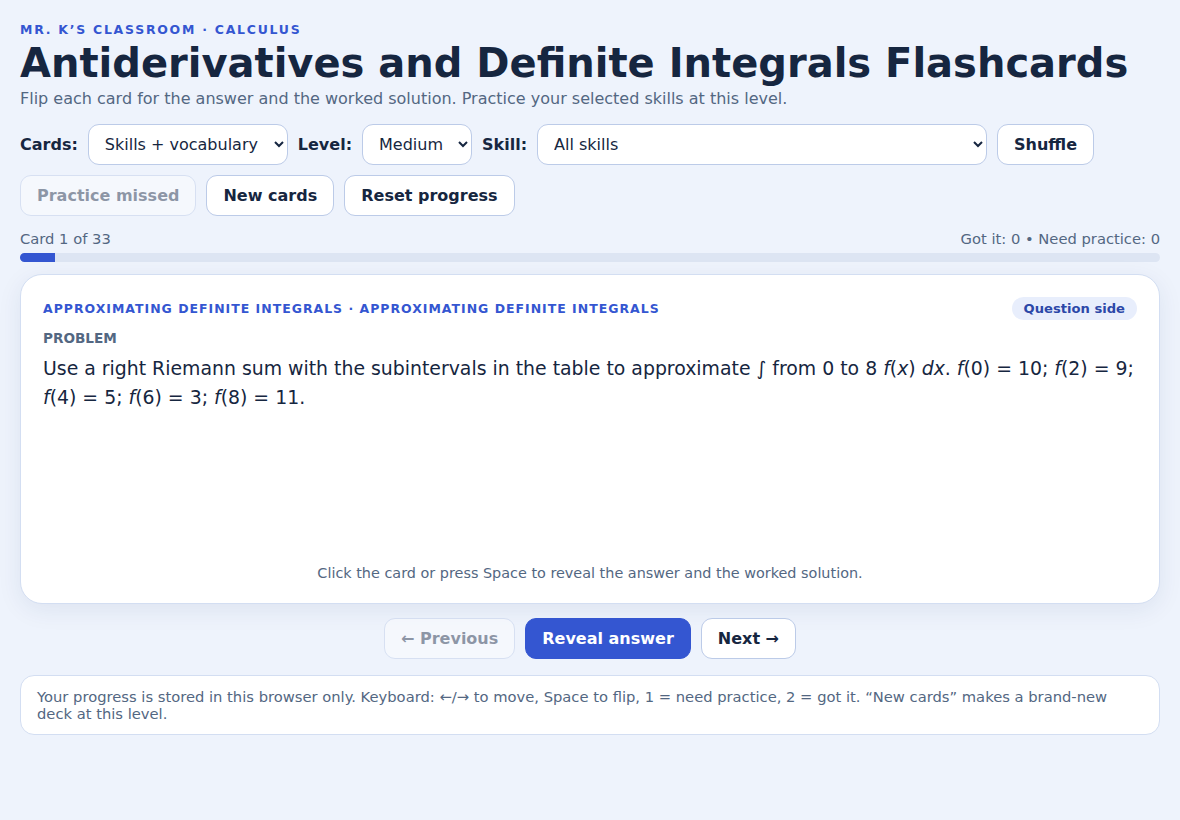 MR. K’S CLASSROOM · CALCULUS
Antiderivatives and Definite Integrals Flashcards
Flip each card for the answer and the worked solution. Practice your selected skills at this level.
Cards: Skills + vocabulary Level: Medium Skill: All skills Shuffle
Practice missed New cards Reset progress
Card 1 of 33 Got it: 0 • Need practice: 0
APPROXIMATING DEFINITE INTEGRALS · APPROXIMATING DEFINITE INTEGRALS Question side
PROBLEM
Use a right Riemann sum with the subintervals in the table to approximate ∫ from 0 to 8 f(x) dx. f(0) = 10; f(2) = 9;
f(4) = 5; f(6) = 3; f(8) = 11.
Click the card or press Space to reveal the answer and the worked solution.
← Previous Reveal answer Next →
Your progress is stored in this browser only. Keyboard: ←/→ to move, Space to flip, 1 = need practice, 2 = got it. “New cards” makes a brand-new
deck at this level.